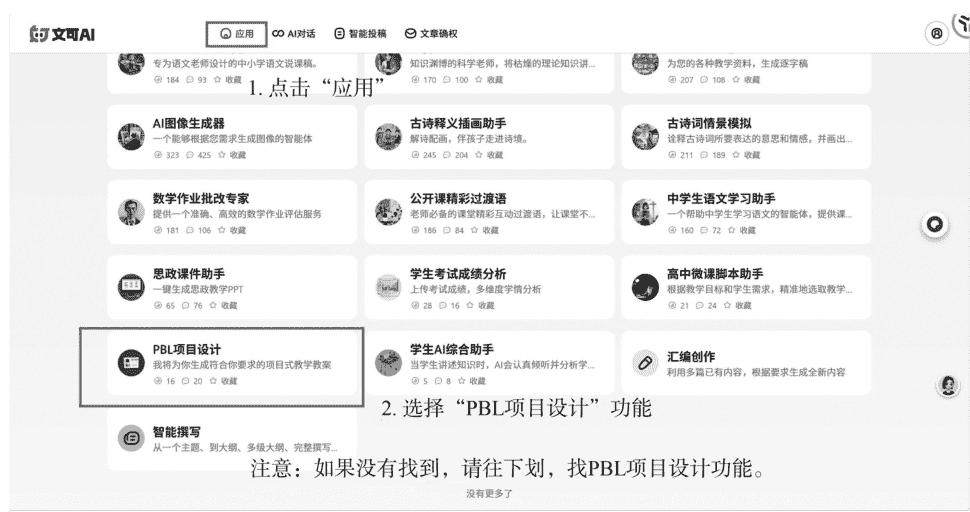 文可AI
应用 AI对话 智能投稿 文章确权
专为语文老师设计的中小学语文说课稿。
184 93 收藏
知识渊博的科学老师，将枯燥的理论知识讲...
170 100 收藏
为您的各种教学资料，生成逐字稿
207 108 收藏
1. 点击“应用”
AI图像生成器
一个能够根据您需求生成图像的智能体
323 425 收藏
古诗释义插画助手
解诗配画，伴孩子走进诗境。
245 204 收藏
古诗词情景模拟
诠释古诗词所要表达的意思和情感，并画出...
211 189 收藏
数学作业批改专家
提供一个准确、高效的数学作业评估服务
181 106 收藏
公开课精彩过渡语
老师必备的课堂精彩互动过渡语，让课堂不...
186 84 收藏
中学生语文学习助手
一个帮助中学生学习语文的智能体，提供课...
160 72 收藏
思政课件助手
一键生成思政教学PPT
65 76 收藏
学生考试成绩分析
上传考试成绩，多维度学情分析
28 16 收藏
高中微课脚本助手
根据教学目标和学生需求，精准地选取教学...
21 24 收藏
PBL项目设计
我将为你生成符合你要求的项目式教学教案
16 20 收藏
学生AI综合助手
当学生讲述知识时，AI会认真倾听并分析学...
5 8 收藏
汇编创作
利用多篇已有内容，根据要求生成全新内容
2. 选择“PBL项目设计”功能
智能撰写
从一个主题、到大纲、多级大纲、完整撰写...
注意：如果没有找到，请往下划，找PBL项目设计功能。
没有更多了